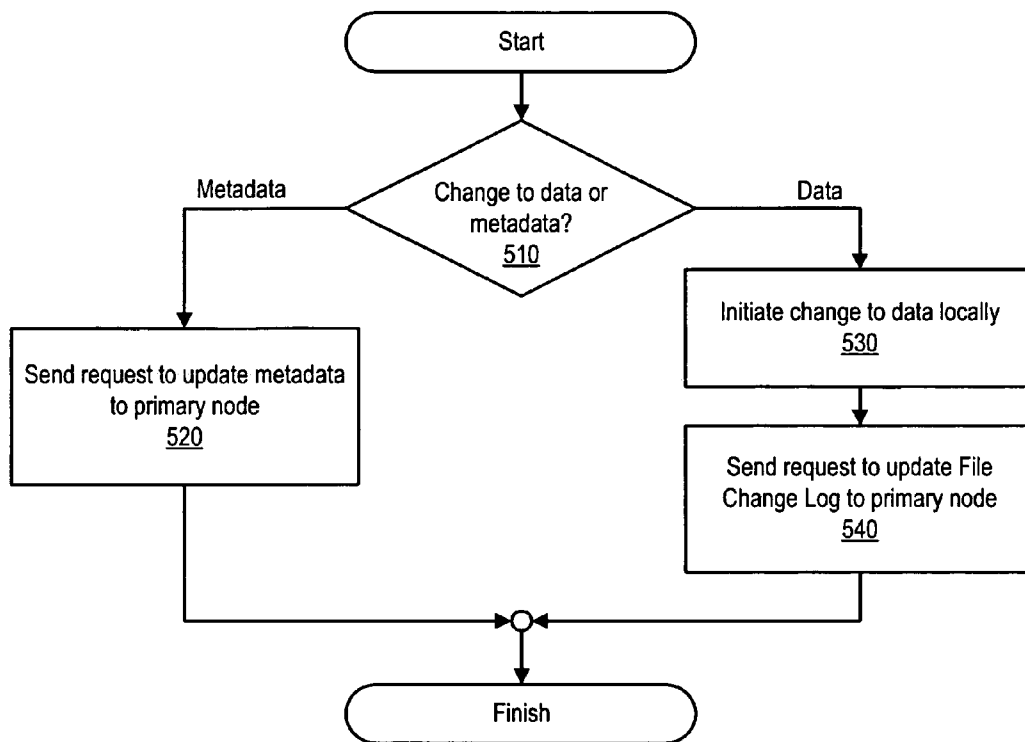 Start
Metadata
Change to data or
metadata?
510
Data
Initiate change to data locally
530
Send request to update metadata
to primary node
520
Send request to update File
Change Log to primary node
540
Finish